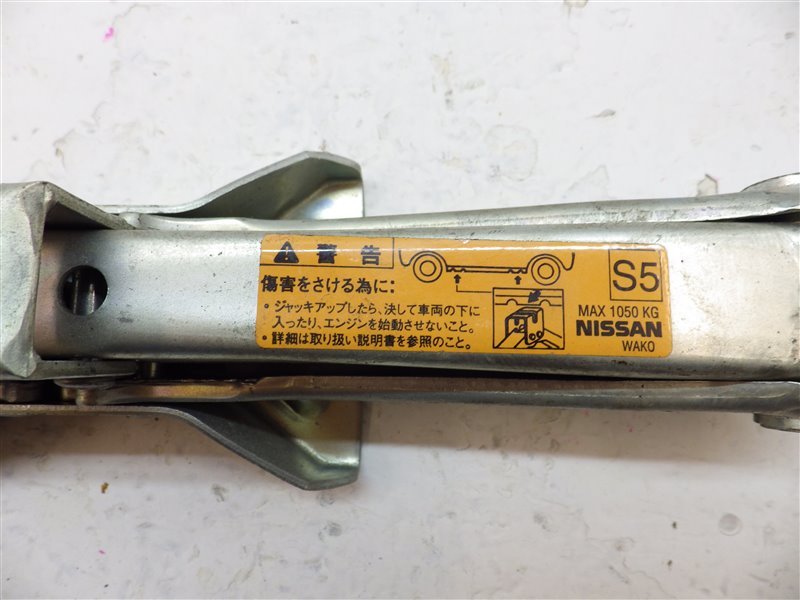 警告
傷害をさける為に:
・ジャッキアップしたら、決して車両の下に
入ったり、エンジンを始動させないこと。
・詳細は取り扱い説明書を参照のこと。
S5
MAX 1050 KG
NISSAN
WAKO